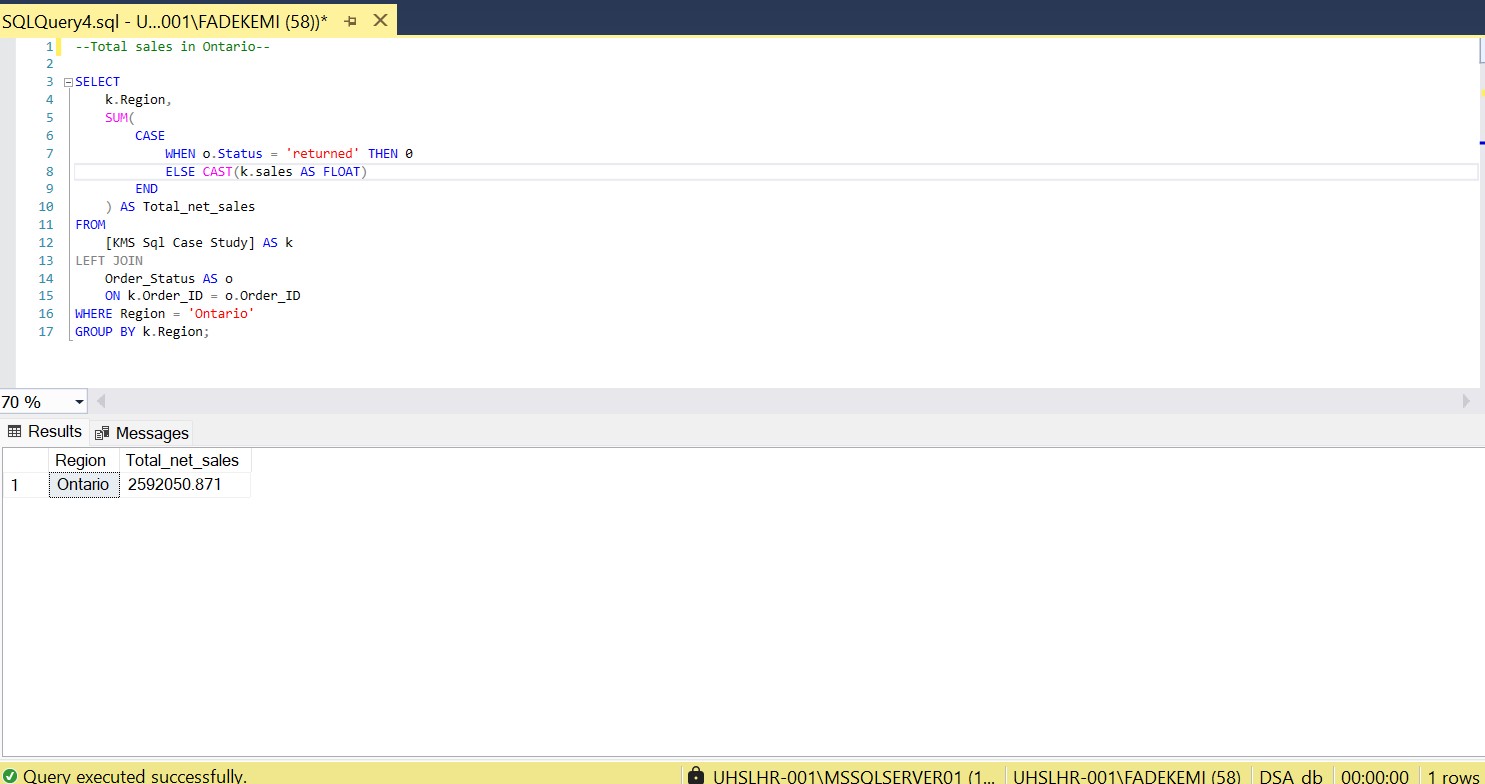 SQLQuery4.sql - U...001\FADEKEMI (58))*
1 --Total sales in Ontario--
2
3 SELECT
4 k.Region,
5 SUM(
6 CASE
7 WHEN o.Status = 'returned' THEN 0
8 ELSE CAST(k.sales AS FLOAT)
9 END
10 ) AS Total_net_sales
11 FROM
12 [KMS Sql Case Study] AS k
13 LEFT JOIN
14 Order_Status AS o
15 ON k.Order_ID = o.Order_ID
16 WHERE Region = 'Ontario'
17 GROUP BY k.Region;
70 %
Results Messages
Region Total_net_sales
1 Ontario 2592050.871
Query executed successfully. UHSLHR-001\MSSQLSERVER01 (1... UHSLHR-001\FADEKEMI (58) DSA_db 00:00:00 1 rows